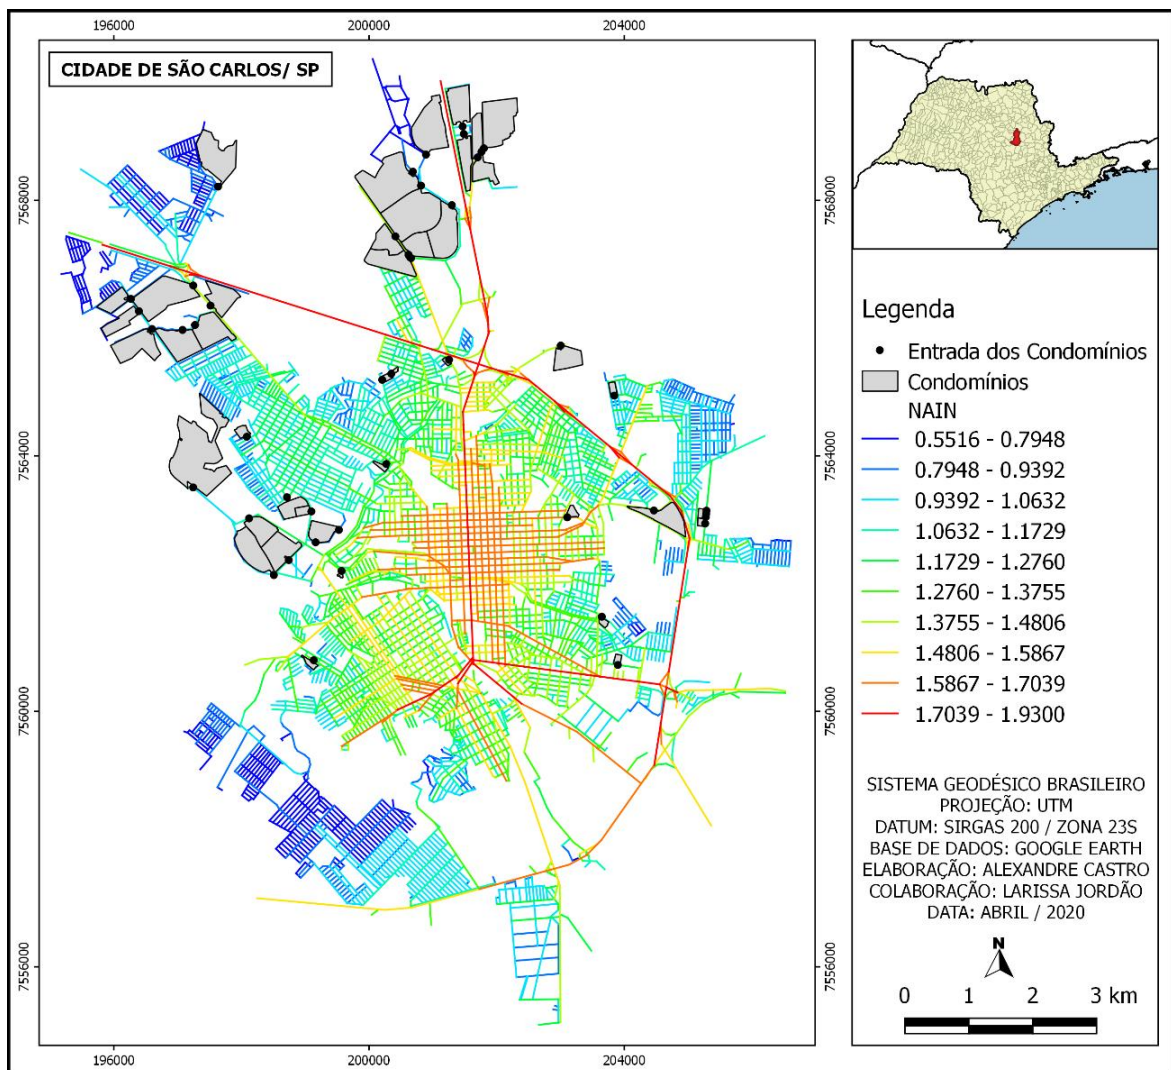 196000
200000
204000
CIDADE DE SÃO CARLOS/ SP
7568000
7568000
7564000
7564000
7560000
7560000
7556000
7556000
196000
200000
204000
Legenda
Entrada dos Condomínios
Condomínios
NAIN
0.5516 - 0.7948
0.7948 - 0.9392
0.9392 - 1.0632
1.0632 - 1.1729
1.1729 - 1.2760
1.2760 - 1.3755
1.3755 - 1.4806
1.4806 - 1.5867
1.5867 - 1.7039
1.7039 - 1.9300
SISTEMA GEODÉSICO BRASILEIRO
PROJEÇÃO: UTM
DATUM: SIRGAS 200 / ZONA 23S
BASE DE DADOS: GOOGLE EARTH
ELABORAÇÃO: ALEXANDRE CASTRO
COLABORAÇÃO: LARISSA JORDÃO
DATA: ABRIL / 2020
N
0 1 2 3 km